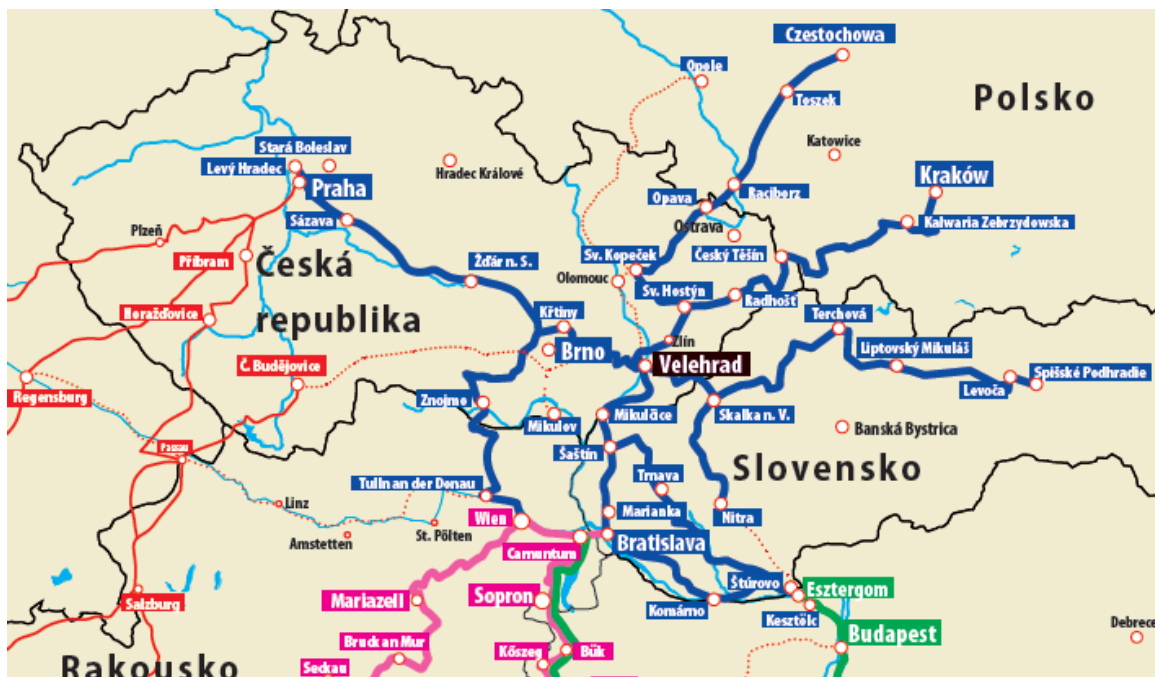 Czestochowa
Opole
Polsko
Toszek
Katowice
Stará Boleslav
Hradec Králové
Levý Hradec
Praha
Raciborz
Kraków
Opava
Sázava
Ostrava
Kalwaria Zebrzydowska
Plzeň
Příbram
Česká
republika
Sv. Kopeček
Český Těšín
Žďár n. S.
Olomouc
Sv. Hostýn
Radhošť
Horažďovice
Křtiny
Zlín
Terchová
Brno
Velehrad
Liptovský Mikuláš
Č. Budějovice
Levoča
Spišské Podhradie
Regensburg
Znojmo
Mikulov
Mikulčice
Skalka n. V.
Banská Bystrica
Passau
Šaštín
Slovensko
Tulln an der Donau
Trnava
Linz
Wien
Marianka
Nitra
St. Pölten
Amstetten
Carnuntum
Bratislava
Štúrovo
Esztergom
Salzburg
Mariazell
Sopron
Komárno
Kesztölc
Budapest
Debrece
Bruck an Mur
Kőszeg
Bük
Rakousko
Seckau